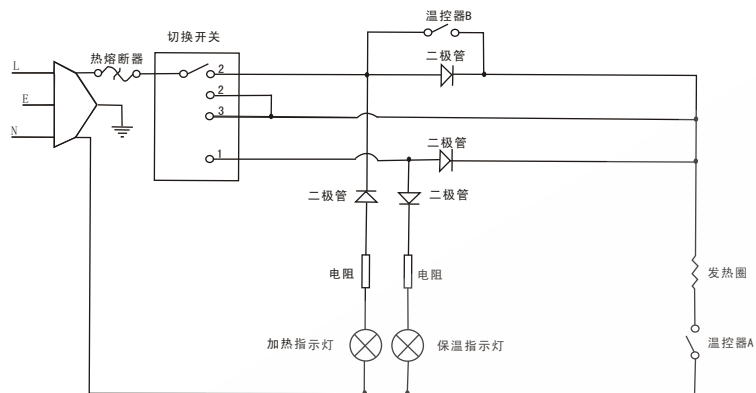 温控器B
切换开关
二极管
热熔断器
L
2
E
2
3
N
二极管
1
二极管
二极管
电阻
电阻
发热圈
加热指示灯
保温指示灯
温控器A